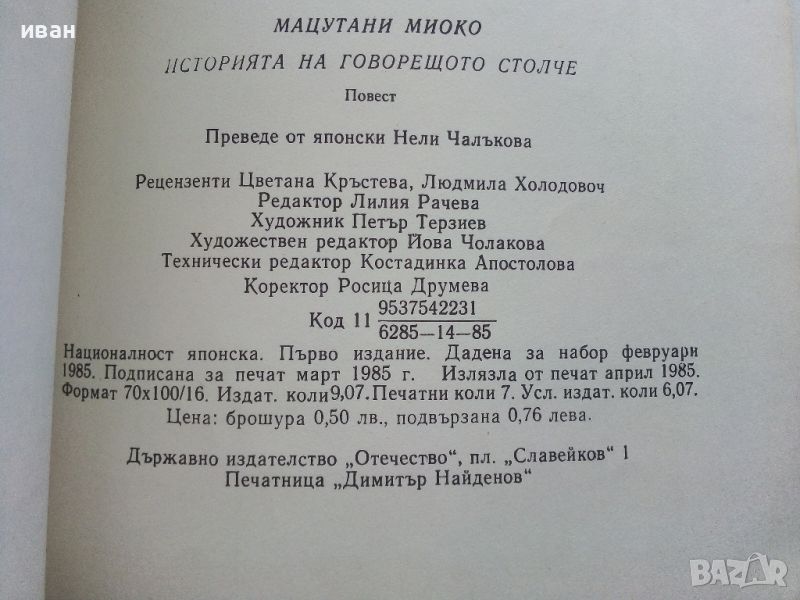 иван
МАЦУТАНИ МИОКО
ИСТОРИЯТА НА ГОВОРЕЩОТО СТОЛЧЕ
Повест
Преведе от японски Нели Чалъкова
Рецензенти Цветана Кръстева, Людмила Холодович
Редактор Лилия Рачева
Художник Петър Терзиев
Художествен редактор Йова Чолакова
Технически редактор Костадинка Апостолова
Коректор Росица Друмева
Код 11 9537542231
6285—14—85
Националност японска. Първо издание. Дадена за набор февруари
1985. Подписана за печат март 1985 г. Излязла от печат април 1985.
Формат 70х100/16. Издат. коли 9,07. Печатни коли 7. Усл. издат. коли 6,07.
Цена: брошура 0,50 лв., подвързана 0,76 лева.
Държавно издателство „Отечество“, пл. „Славейков“ 1
Печатница „Димитър Найденов“
BAZAR